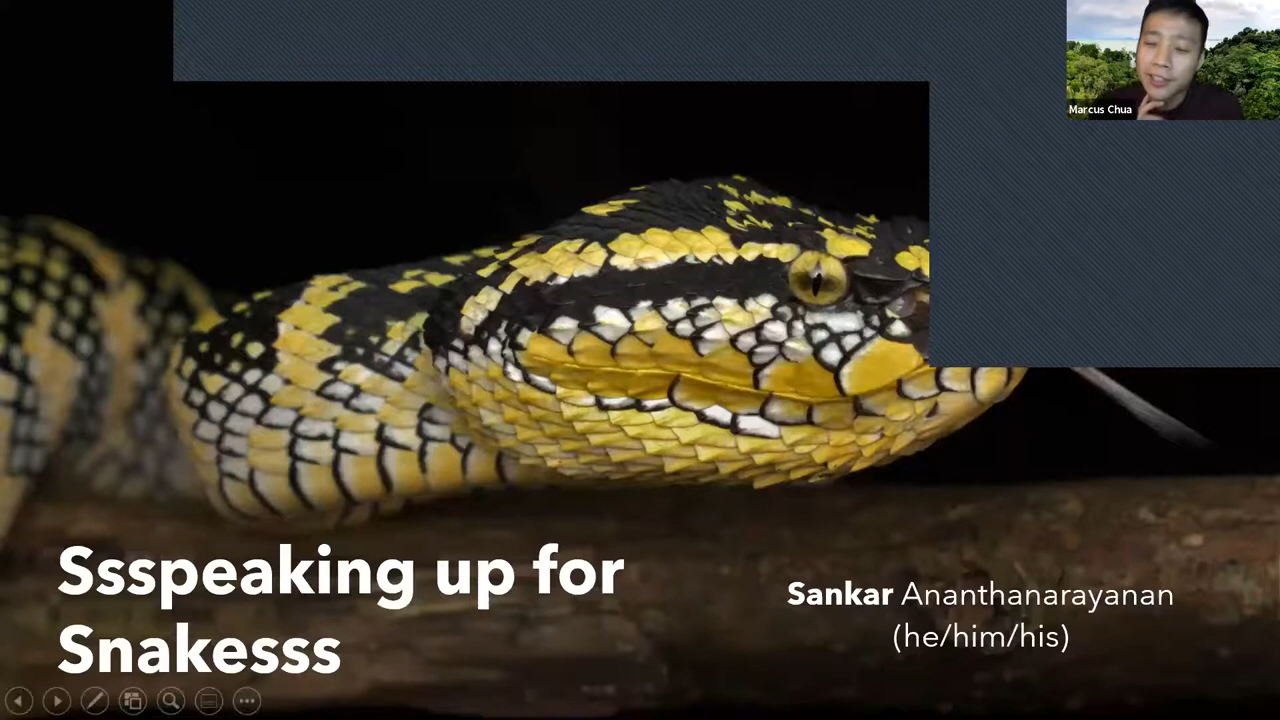 Marcus Chua
Ssspeaking up for
Snakesss
Sankar Ananthanarayanan
(he/him/his)